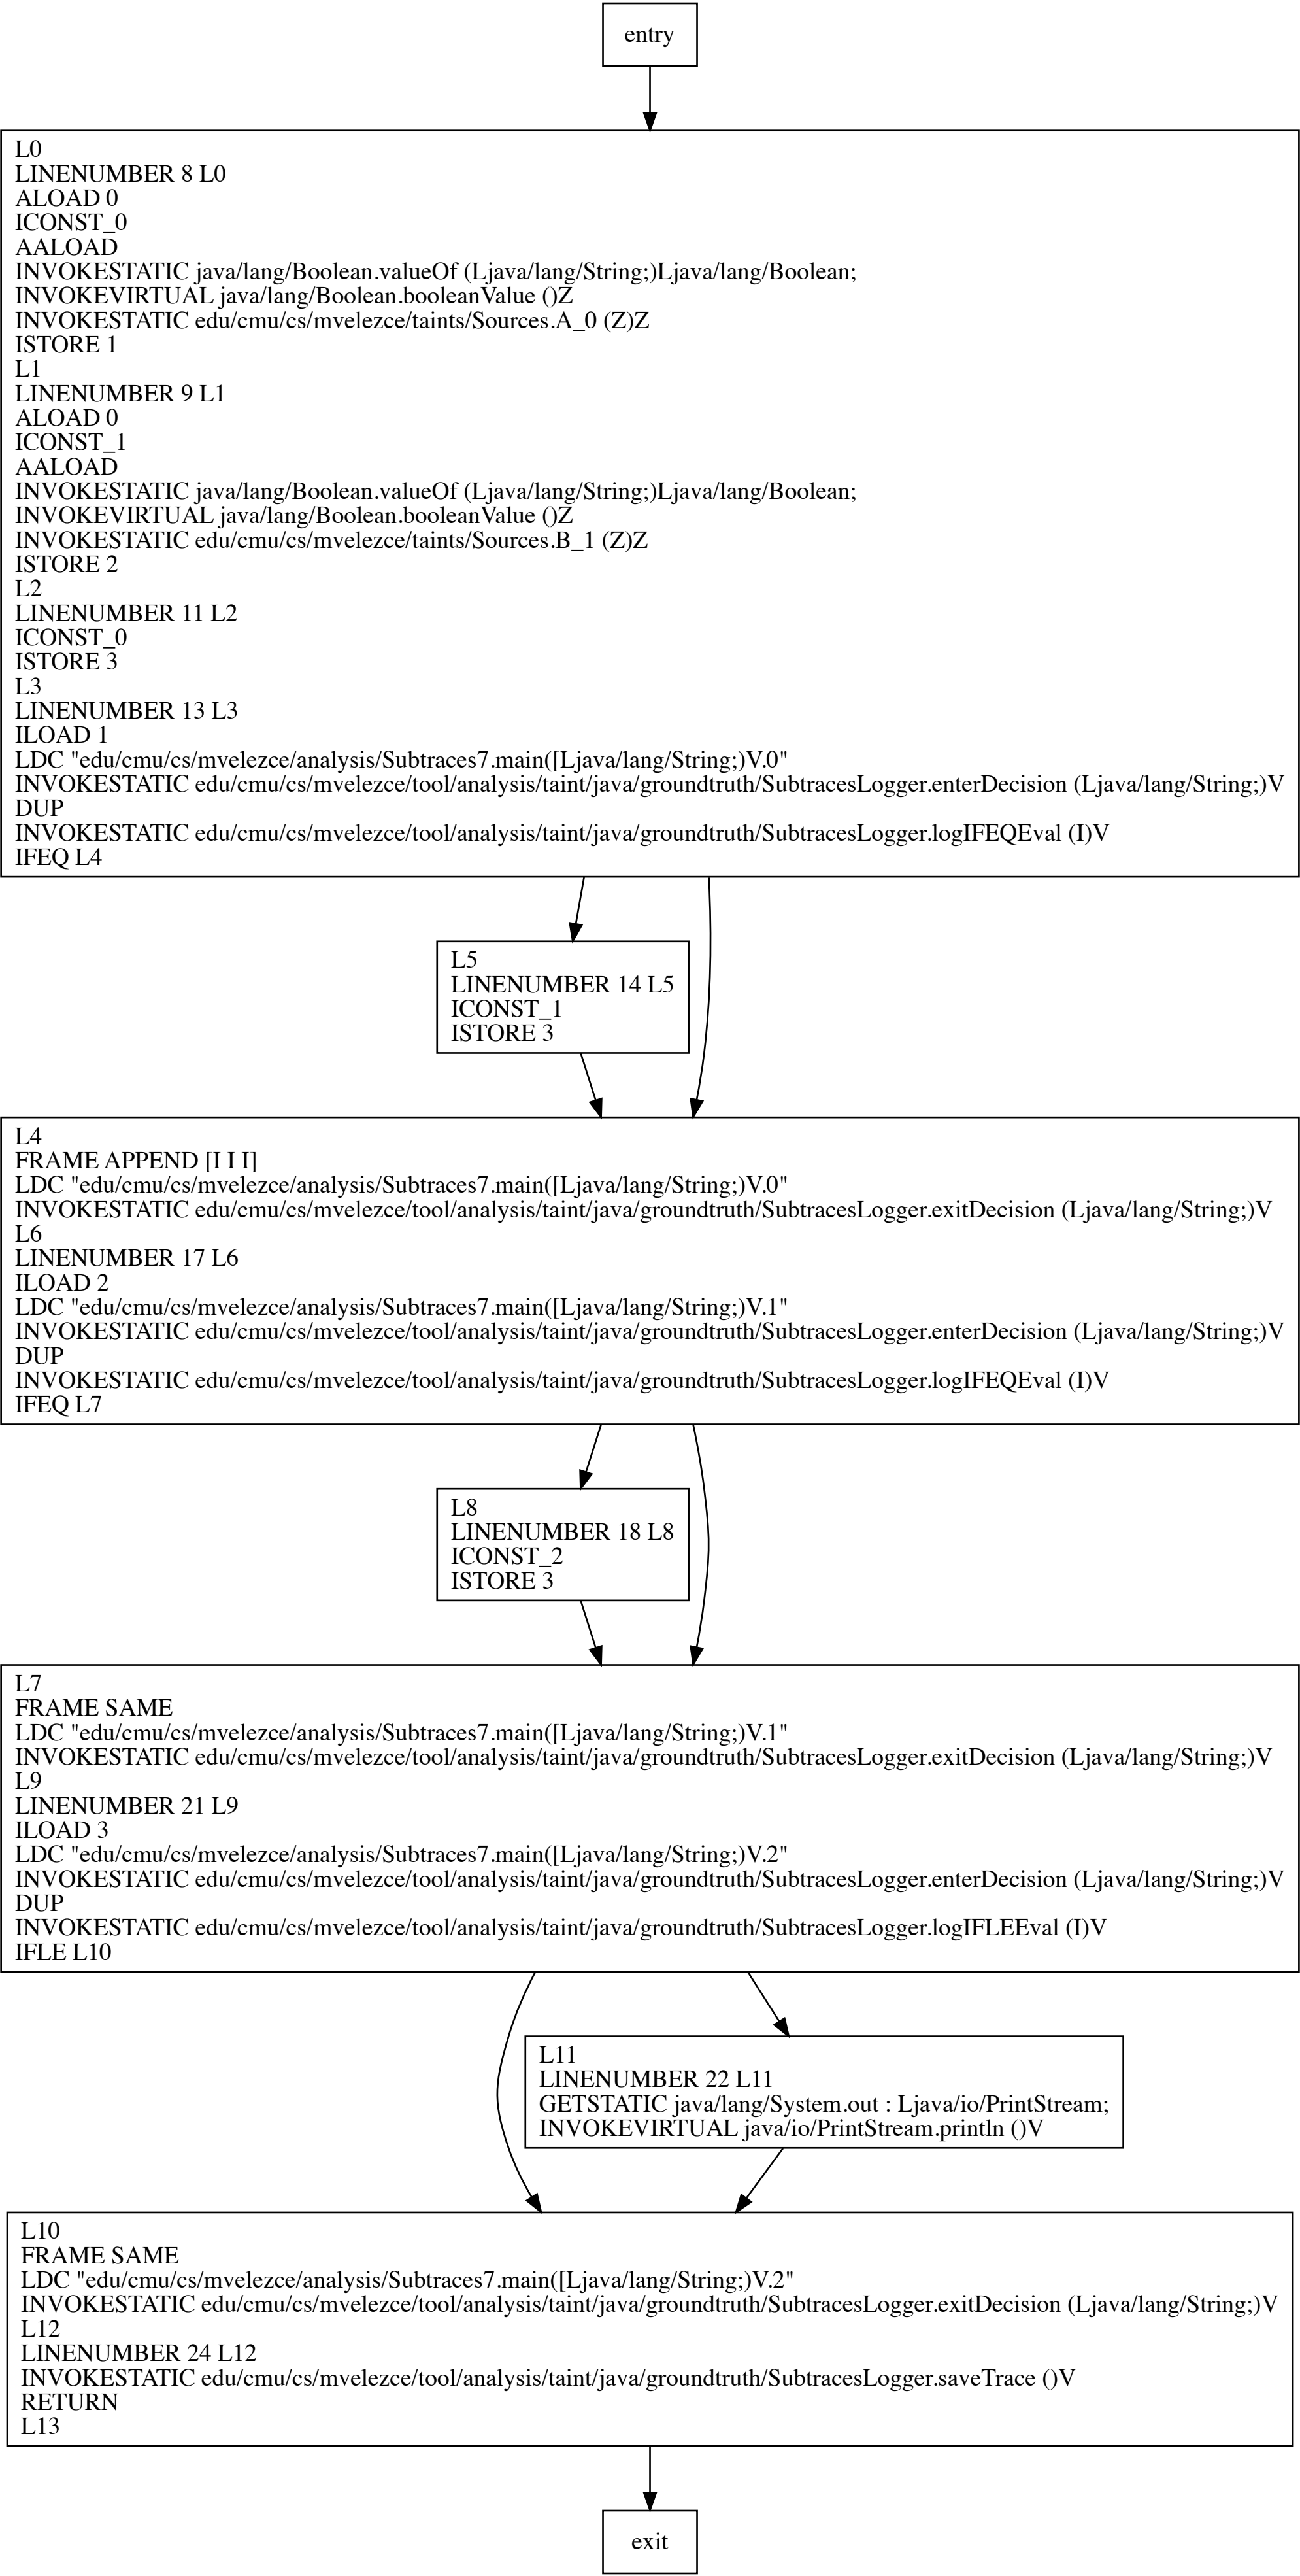 entry
L0
LINENUMBER 8 L0
ALOAD 0
ICONST_0
AALOAD
INVOKESTATIC java/lang/Boolean.valueOf (Ljava/lang/String;)Ljava/lang/Boolean;
INVOKEVIRTUAL java/lang/Boolean.booleanValue ()Z
INVOKESTATIC edu/cmu/cs/mvelezce/taints/Sources.A_0 (Z)Z
ISTORE 1
L1
LINENUMBER 9 L1
ALOAD 0
ICONST_1
AALOAD
INVOKESTATIC java/lang/Boolean.valueOf (Ljava/lang/String;)Ljava/lang/Boolean;
INVOKEVIRTUAL java/lang/Boolean.booleanValue ()Z
INVOKESTATIC edu/cmu/cs/mvelezce/taints/Sources.B_1 (Z)Z
ISTORE 2
L2
LINENUMBER 11 L2
ICONST_0
ISTORE 3
L3
LINENUMBER 13 L3
ILOAD 1
LDC "edu/cmu/cs/mvelezce/analysis/Subtraces7.main([Ljava/lang/String;)V.0"
INVOKESTATIC edu/cmu/cs/mvelezce/tool/analysis/taint/java/groundtruth/SubtracesLogger.enterDecision (Ljava/lang/String;)V
DUP
INVOKESTATIC edu/cmu/cs/mvelezce/tool/analysis/taint/java/groundtruth/SubtracesLogger.logIFEQEval (I)V
IFEQ L4
L5
LINENUMBER 14 L5
ICONST_1
ISTORE 3
L4
FRAME APPEND [I I I]
LDC "edu/cmu/cs/mvelezce/analysis/Subtraces7.main([Ljava/lang/String;)V.0"
INVOKESTATIC edu/cmu/cs/mvelezce/tool/analysis/taint/java/groundtruth/SubtracesLogger.exitDecision (Ljava/lang/String;)V
L6
LINENUMBER 17 L6
ILOAD 2
LDC "edu/cmu/cs/mvelezce/analysis/Subtraces7.main([Ljava/lang/String;)V.1"
INVOKESTATIC edu/cmu/cs/mvelezce/tool/analysis/taint/java/groundtruth/SubtracesLogger.enterDecision (Ljava/lang/String;)V
DUP
INVOKESTATIC edu/cmu/cs/mvelezce/tool/analysis/taint/java/groundtruth/SubtracesLogger.logIFEQEval (I)V
IFEQ L7
L8
LINENUMBER 18 L8
ICONST_2
ISTORE 3
L7
FRAME SAME
LDC "edu/cmu/cs/mvelezce/analysis/Subtraces7.main([Ljava/lang/String;)V.1"
INVOKESTATIC edu/cmu/cs/mvelezce/tool/analysis/taint/java/groundtruth/SubtracesLogger.exitDecision (Ljava/lang/String;)V
L9
LINENUMBER 21 L9
ILOAD 3
LDC "edu/cmu/cs/mvelezce/analysis/Subtraces7.main([Ljava/lang/String;)V.2"
INVOKESTATIC edu/cmu/cs/mvelezce/tool/analysis/taint/java/groundtruth/SubtracesLogger.enterDecision (Ljava/lang/String;)V
DUP
INVOKESTATIC edu/cmu/cs/mvelezce/tool/analysis/taint/java/groundtruth/SubtracesLogger.logIFLEEval (I)V
IFLE L10
L11
LINENUMBER 22 L11
GETSTATIC java/lang/System.out : Ljava/io/PrintStream;
INVOKEVIRTUAL java/io/PrintStream.println ()V
L10
FRAME SAME
LDC "edu/cmu/cs/mvelezce/analysis/Subtraces7.main([Ljava/lang/String;)V.2"
INVOKESTATIC edu/cmu/cs/mvelezce/tool/analysis/taint/java/groundtruth/SubtracesLogger.exitDecision (Ljava/lang/String;)V
L12
LINENUMBER 24 L12
INVOKESTATIC edu/cmu/cs/mvelezce/tool/analysis/taint/java/groundtruth/SubtracesLogger.saveTrace ()V
RETURN
L13
exit